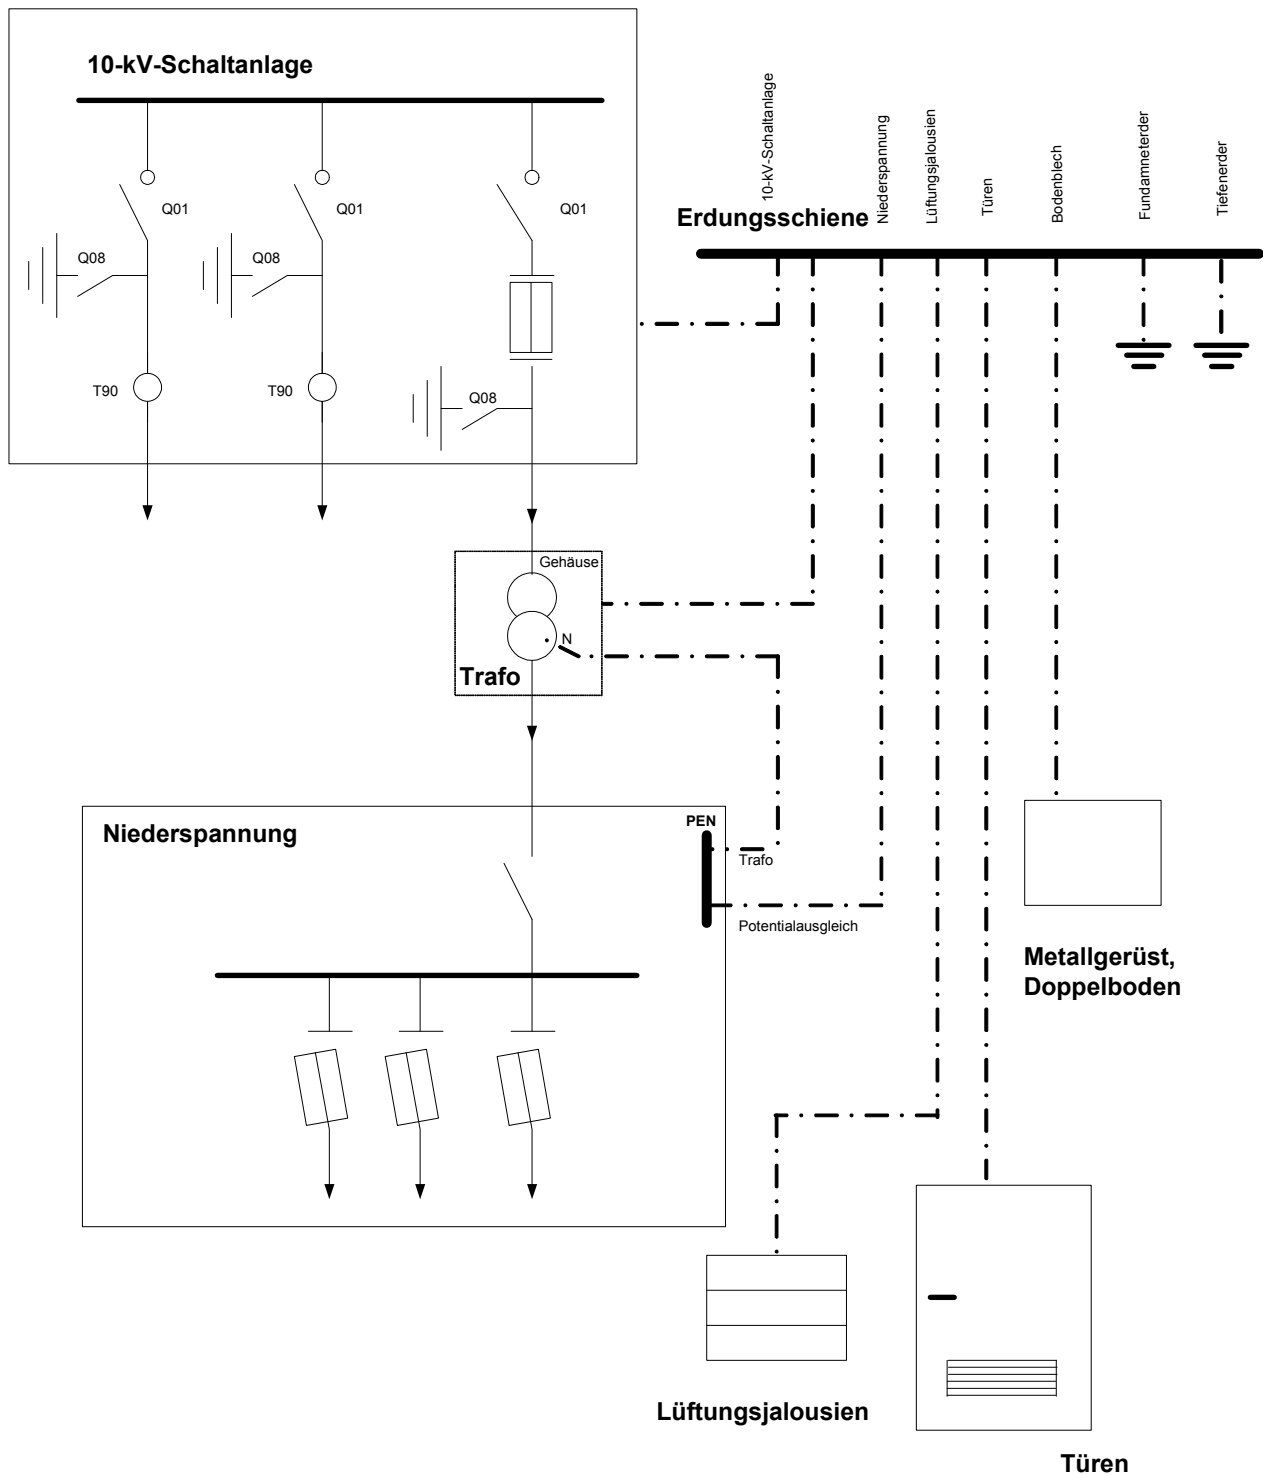 10-kV-Schaltanlage
Q01
Q01
Q01
Q08
Q08
T90
T90
Q08
Erdungsschiene
10-kV-Schaltanlage
Niederspannung
Lüftungsjalousien
Türen
Bodenblech
Fundamneterder
Tiefenerder
Gehäuse
N
Trafo
Niederspannung
PEN
Trafo
Potentialausgleich
Metallgerüst,
Doppelboden
Lüftungsjalousien
Türen